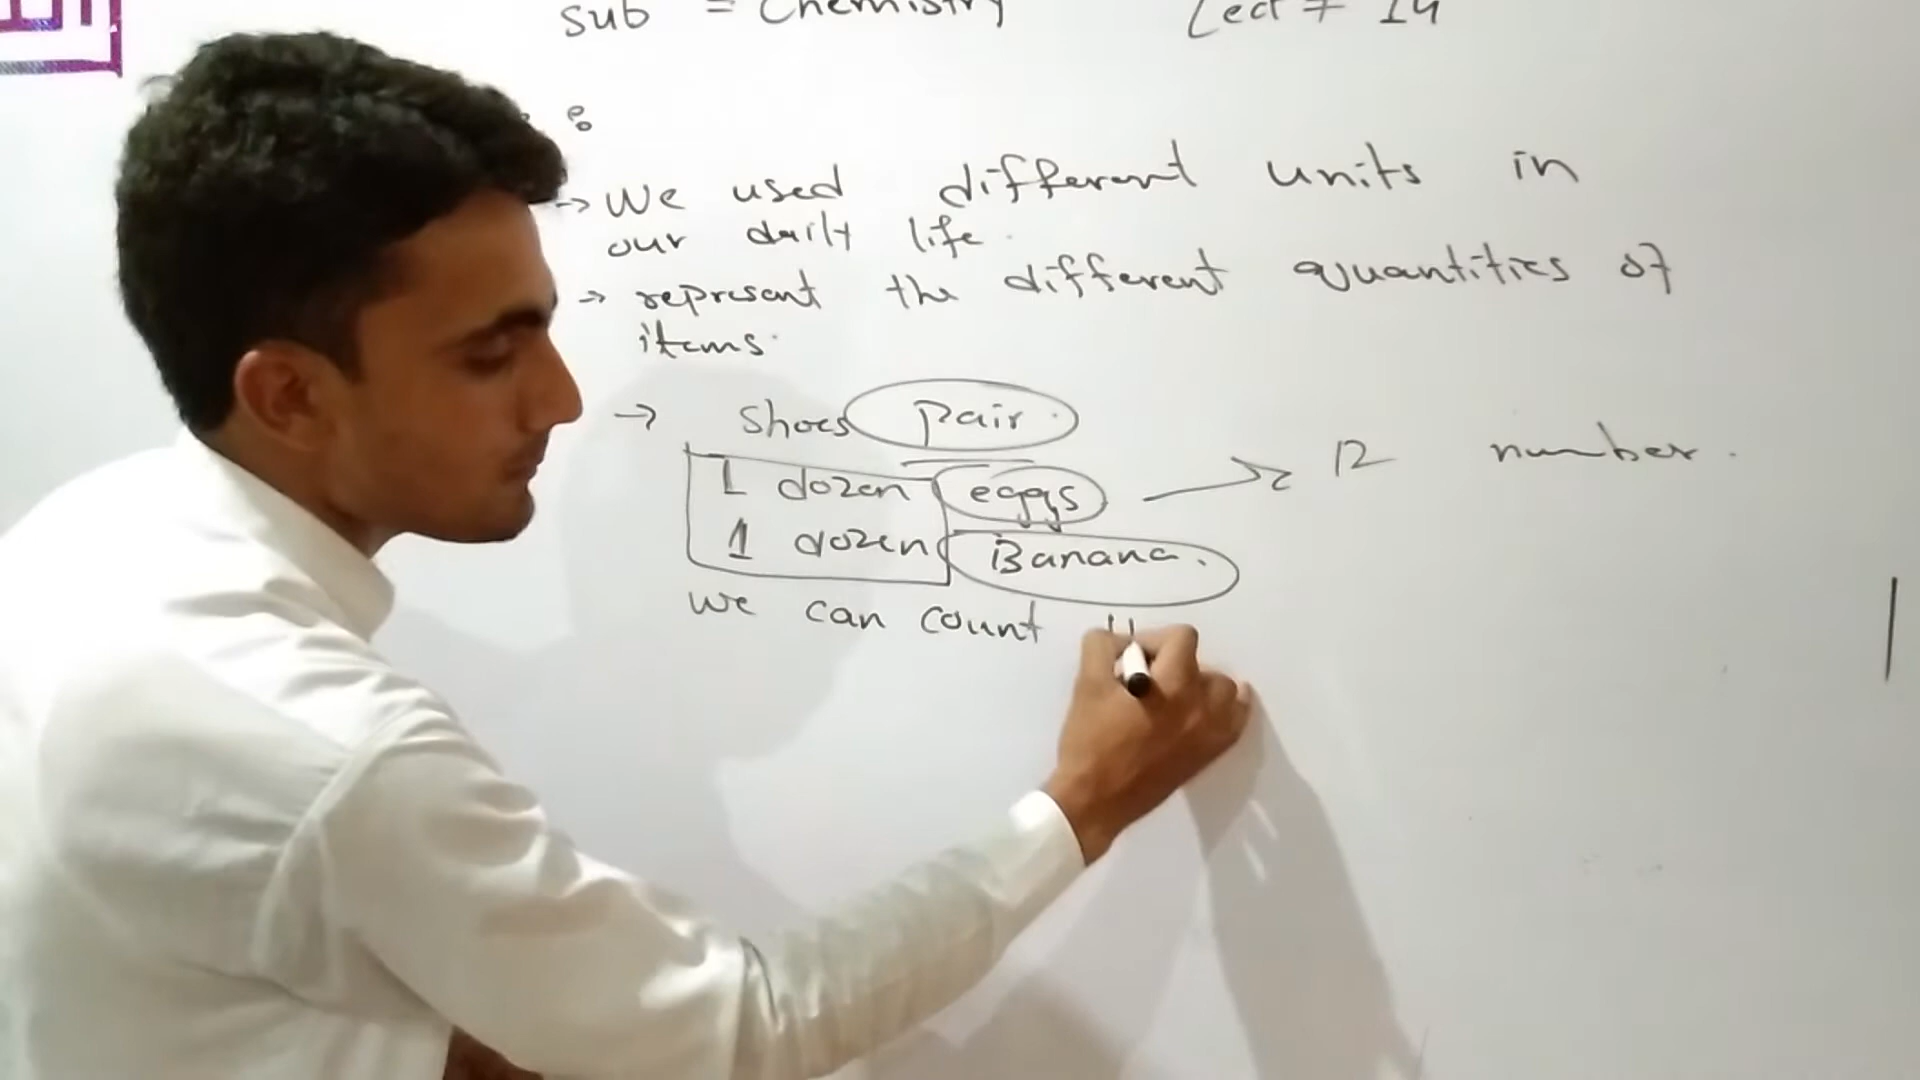 sub = Chemistry Lect # 14
:
→ We used different units in
our daily life.
→ represent the different quantities of
items.
→ Shoes pair.
1 dozen eggs → 12 number.
1 dozen Banana.
we can count